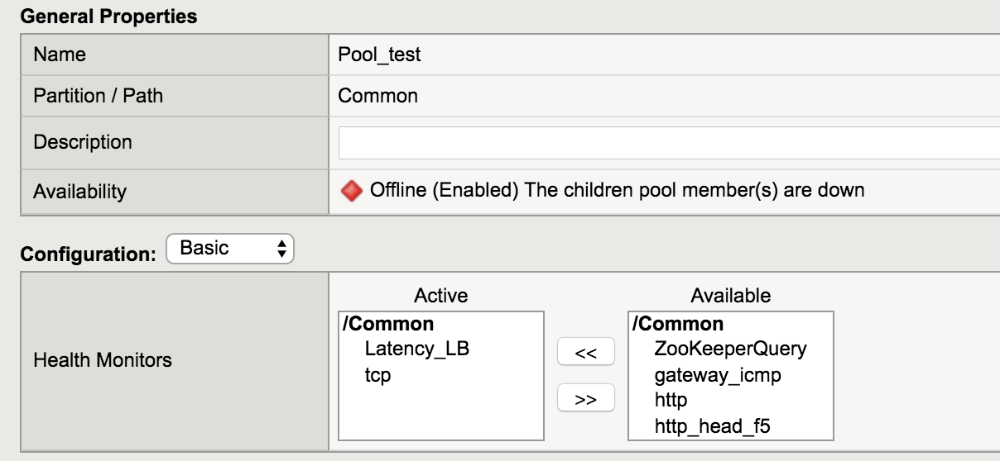 General Properties
Name Pool_test
Partition / Path Common
Description
Availability Offline (Enabled) The children pool member(s) are down
Configuration: Basic
Active Available
/Common /Common
Latency_LB << ZooKeeperQuery
Health Monitors tcp gateway_icmp
>> http
http_head_f5